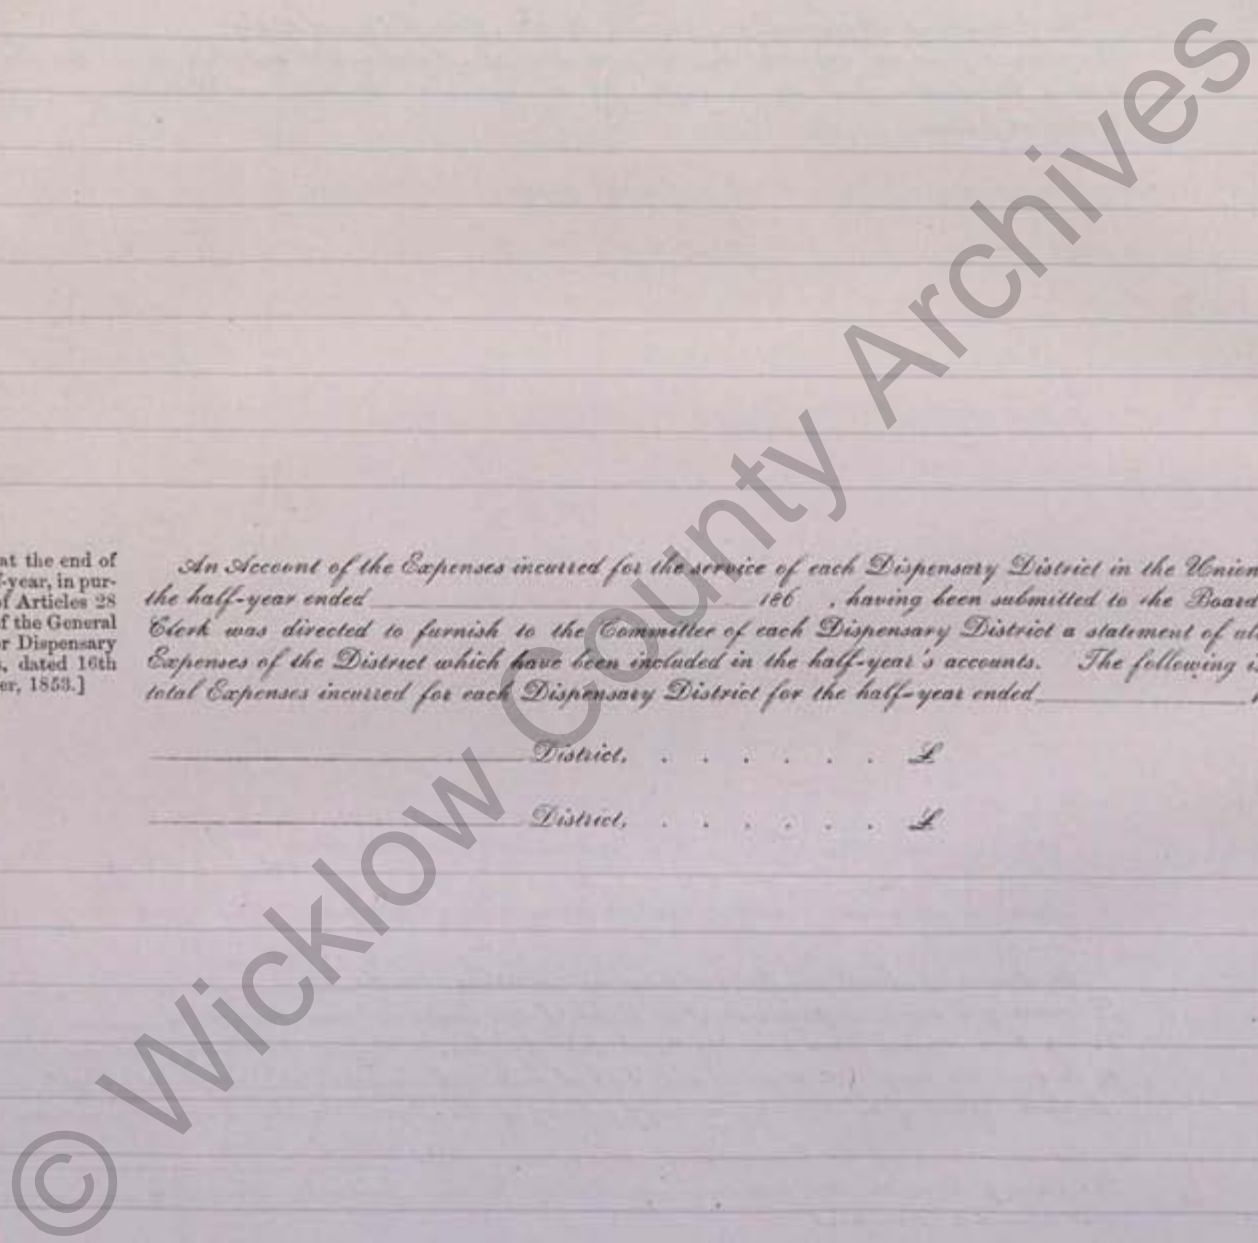 at the end of
f-year, in pur-
f Articles 28
f the General
or Dispensary
s, dated 16th
er, 1853.]
An Account of the Expenses incurred for the service of each Dispensary District in the Union
the half-year ended 186 , having been submitted to the Board
Clerk was directed to furnish to the Committee of each Dispensary District a statement of al
Expenses of the District which have been included in the half-year's accounts. The following i
total Expenses incurred for each Dispensary District for the half-year ended
District, . . . . . . £
District, . . . . . . £
© Wicklow County Archives